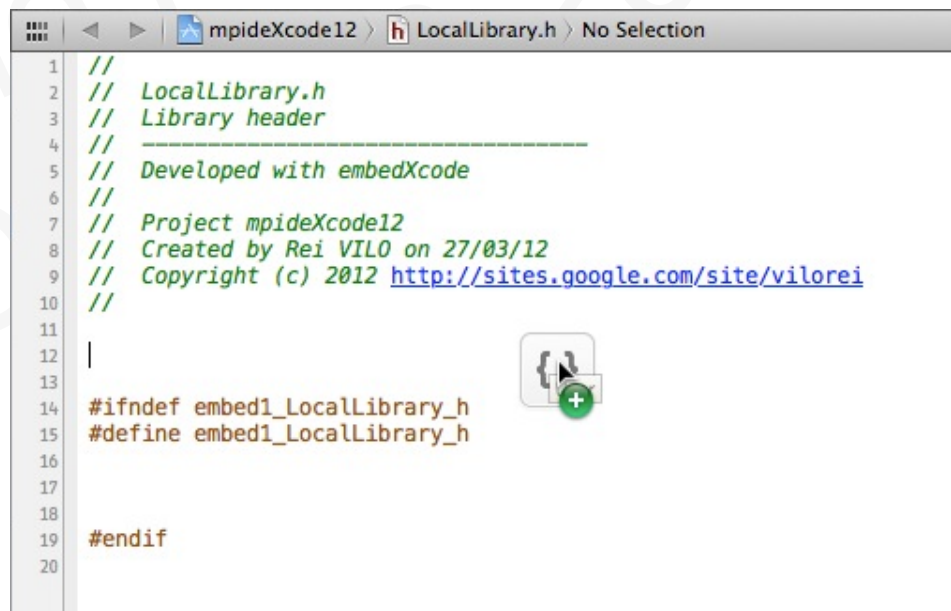 mpideXcode12 〉 h LocalLibrary.h 〉 No Selection
1 //
2 // LocalLibrary.h
3 // Library header
4 // ----------------------------------
5 // Developed with embedXcode
6 //
7 // Project mpideXcode12
8 // Created by Rei VILO on 27/03/12
9 // Copyright (c) 2012 http://sites.google.com/site/vilorei
10 //
11
12 { }
13
14 #ifndef embed1_LocalLibrary_h
15 #define embed1_LocalLibrary_h
16
17
18
19 #endif
20